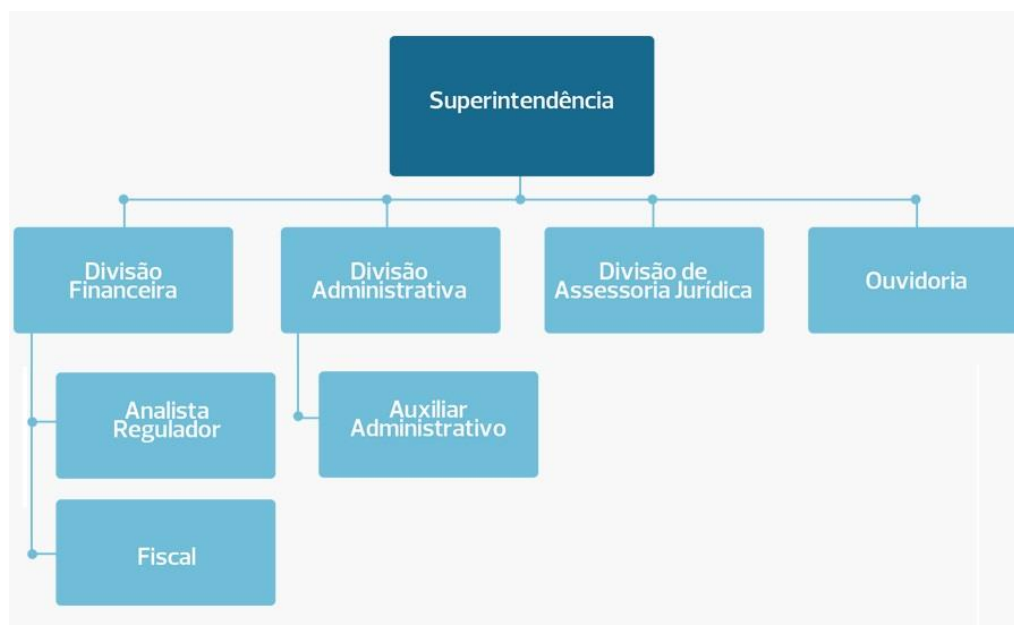 Superintendência
Divisão
Financeira
Divisão
Administrativa
Divisão de
Assessoria Jurídica
Ouvidoria
Analista
Regulador
Auxiliar
Administrativo
Fiscal